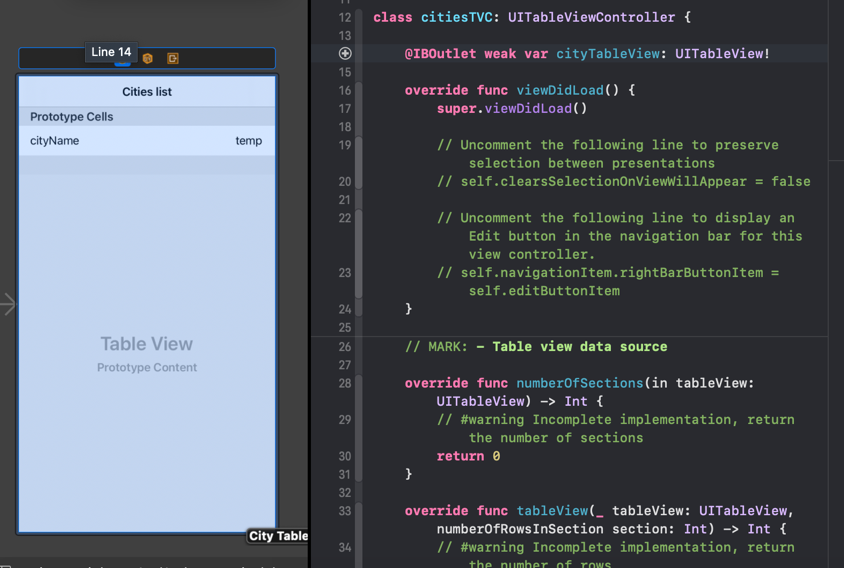 Line 14
Cities list
Prototype Cells
cityName temp
Table View
Prototype Content
City Table
12 class citiesTVC: UITableViewController {
13
@IBOutlet weak var cityTableView: UITableView!
15
16 override func viewDidLoad() {
17 super.viewDidLoad()
18
19 // Uncomment the following line to preserve
selection between presentations
20 // self.clearsSelectionOnViewWillAppear = false
21
22 // Uncomment the following line to display an
Edit button in the navigation bar for this
view controller.
23 // self.navigationItem.rightBarButtonItem =
self.editButtonItem
24 }
25
26 // MARK: - Table view data source
27
28 override func numberOfSections(in tableView:
UITableView) -> Int {
29 // #warning Incomplete implementation, return
the number of sections
30 return 0
31 }
32
33 override func tableView(_ tableView: UITableView,
numberOfRowsInSection section: Int) -> Int {
34 // #warning Incomplete implementation, return
the number of rows